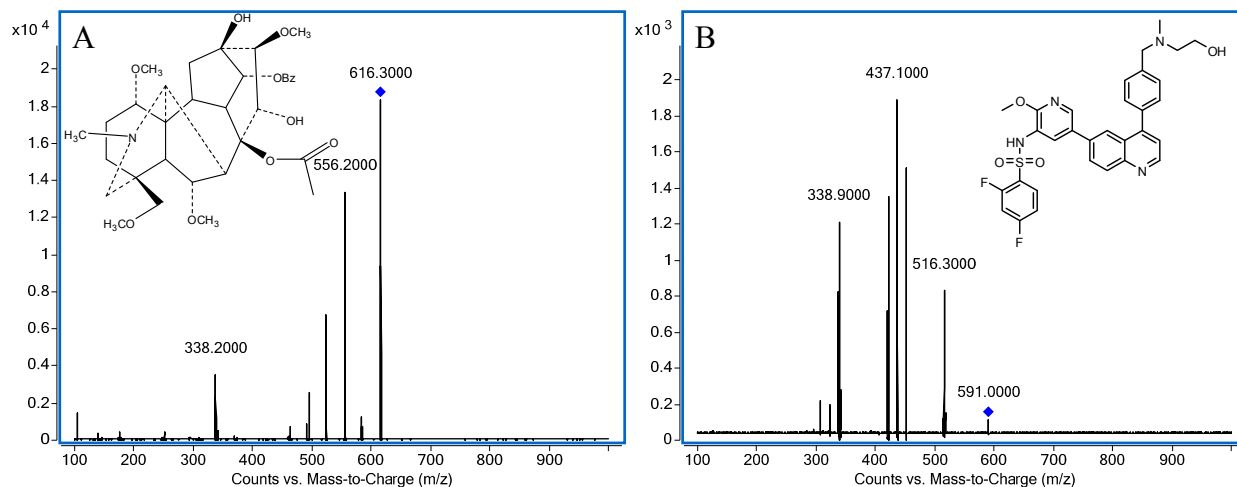 A
x10 4
2
1.8
1.6
1.4
1.2
1
0.8
0.6
0.4
0.2
0
616.3000
556.2000
338.2000
OH
OCH3
OCH3
OBz
OH
H3C
N
O
O
H3CO
OCH3
100 200 300 400 500 600 700 800 900
Counts vs. Mass-to-Charge (m/z)
B
x10 3
2
1.8
1.6
1.4
1.2
1
0.8
0.6
0.4
0.2
0
437.1000
338.9000
516.3000
591.0000
N
OH
O
N
NH
O S O
N
F
F
100 200 300 400 500 600 700 800 900
Counts vs. Mass-to-Charge (m/z)